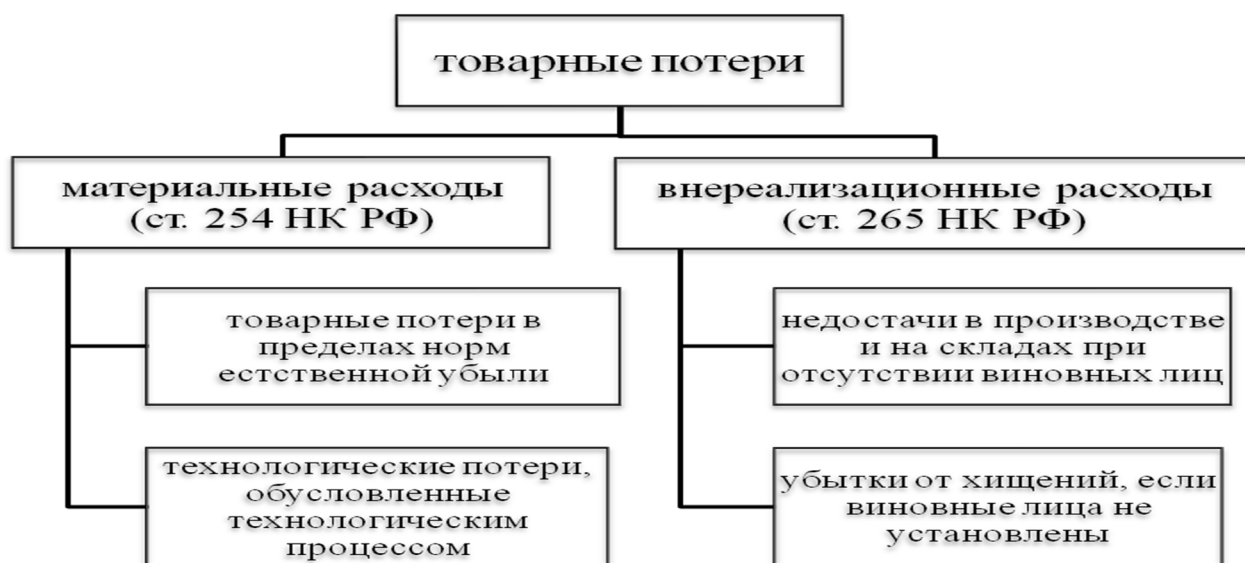 товарные потери
материальные расходы
(ст. 254 НК РФ)
внереализационные расходы
(ст. 265 НК РФ)
товарные потери в
пределах норм
естственной убыли
технологические потери,
обусловленные
технологическим
процессом
недостачи в производстве
и на складах при
отсутствии виновных лиц
убытки от хищений, если
виновные лица не
установлены